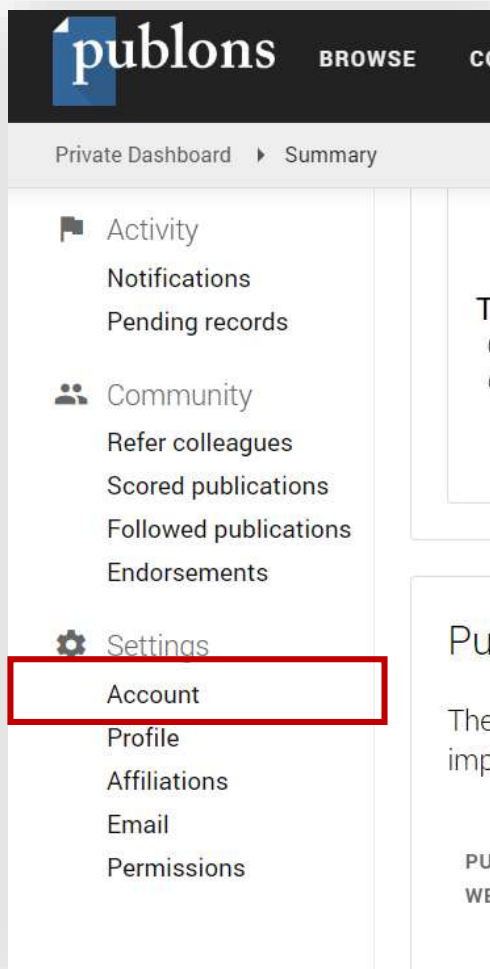 publons BROWSE
Private Dashboard Summary
Activity
Notifications
Pending records
Community
Refer colleagues
Scored publications
Followed publications
Endorsements
Settings
Account
Profile
Affiliations
Email
Permissions